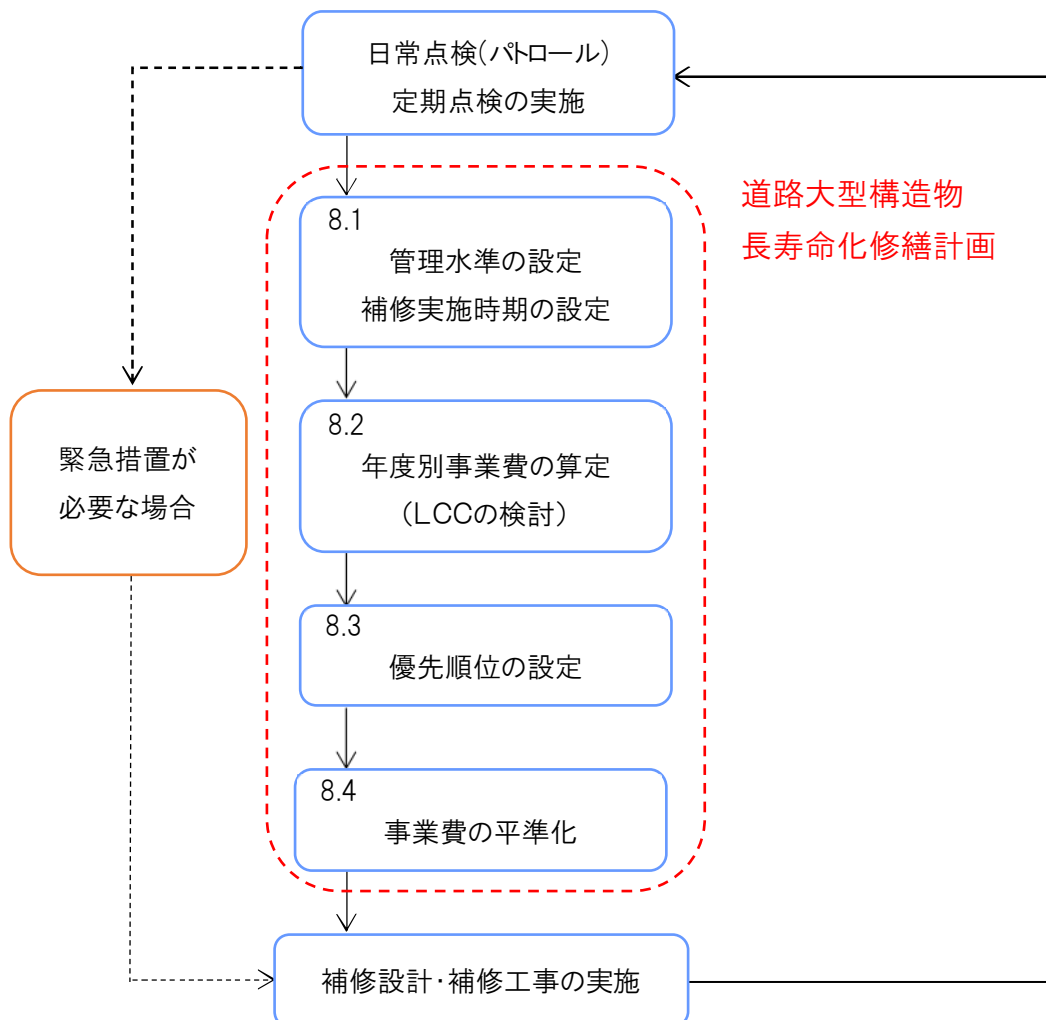 日常点検(パトロール)
定期点検の実施
道路大型構造物
長寿命化修繕計画
8.1
管理水準の設定
補修実施時期の設定
8.2
年度別事業費の算定
(LCCの検討)
緊急措置が
必要な場合
8.3
優先順位の設定
8.4
事業費の平準化
補修設計・補修工事の実施